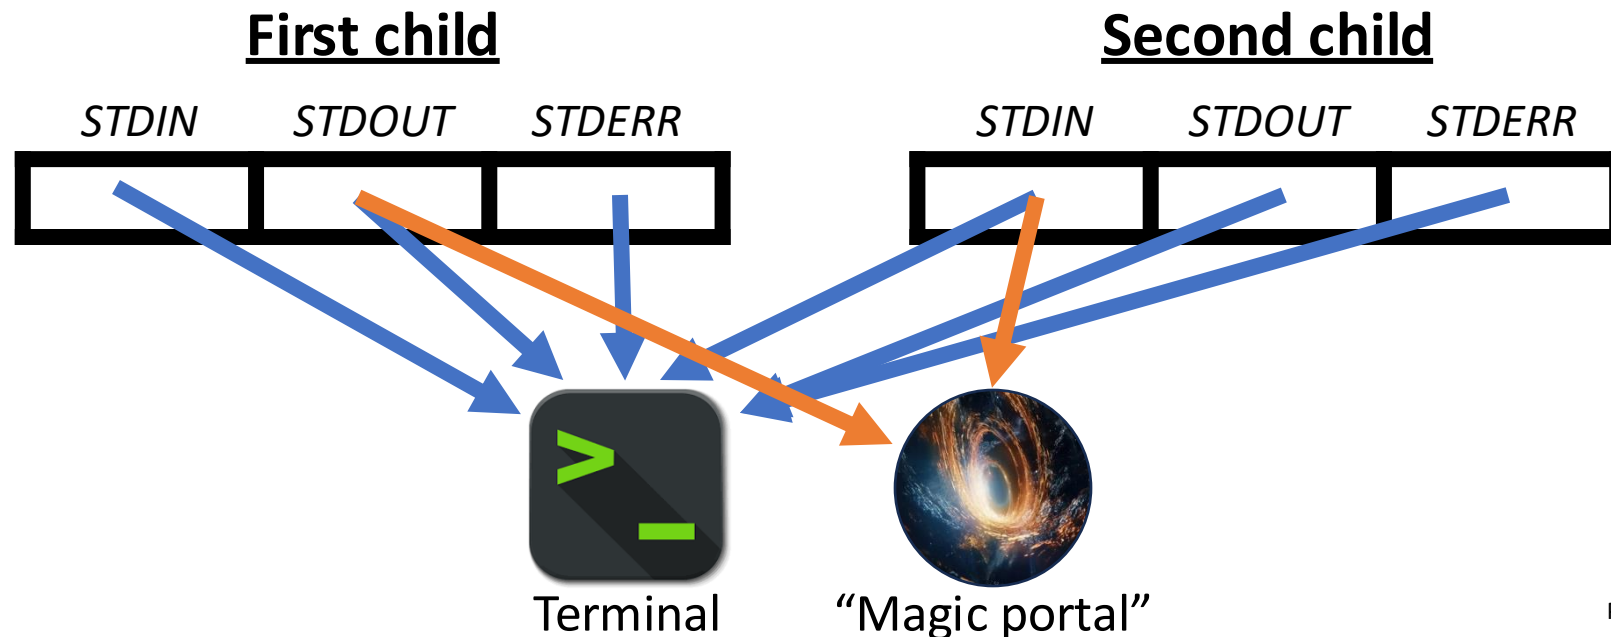 First child
Second child
STDIN STDOUT STDERR
STDIN STDOUT STDERR
>_
Terminal
“Magic portal”